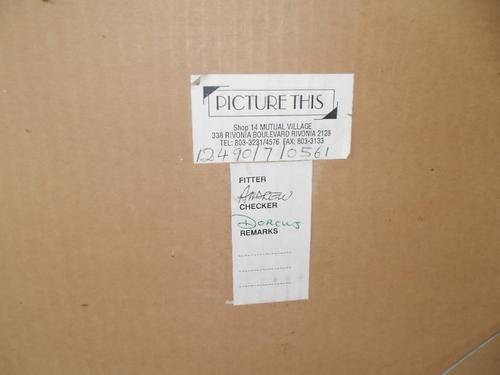 PICTURE THIS
Shop 14 MUTUAL VILLAGE
338 RIVONIA BOULEVARD RIVONIA 2128
TEL: 803-3231/4576 FAX: 803-3133
12490/7/0561
FITTER
ANDREW
CHECKER
DORCUS
REMARKS